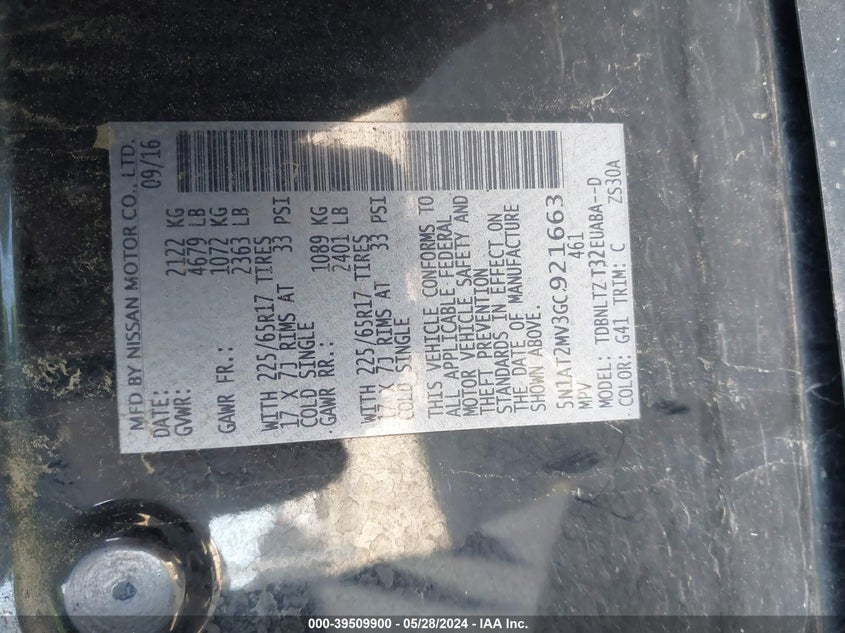 MFD BY NISSAN MOTOR CO., LTD.
DATE: 09/16
GVWR: 2122 KG
4679 LB
GAWR FR.: 1072 KG
2363 LB
WITH 225/65R17 TIRES
17 X 7J RIMS AT 33 PSI
COLD SINGLE
GAWR RR.: 1089 KG
2401 LB
WITH 225/65R17 TIRES
17 X 7J RIMS AT 33 PSI
COLD SINGLE
THIS VEHICLE CONFORMS TO
ALL APPLICABLE FEDERAL
MOTOR VEHICLE SAFETY AND
THEFT PREVENTION
STANDARDS IN EFFECT ON
THE DATE OF MANUFACTURE
SHOWN ABOVE.
5N1AT2MV3GC921663
MPV 461
MODEL: TDBNLTZ T32EUABA--D
COLOR: G41 TRIM: C ZS30A
000-39509900 - 05/28/2024 - IAA Inc.